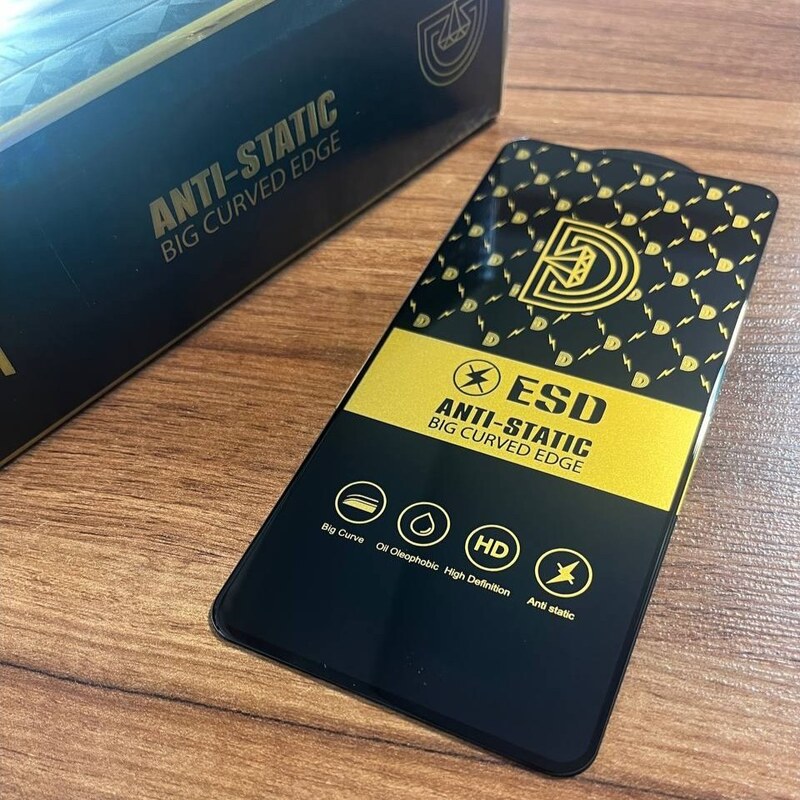 ANTI-STATIC
BIG CURVED EDGE
D
ESD
ANTI-STATIC
BIG CURVED EDGE
Big Curve
Oil Oleophobic
HD
High Definition
Anti static